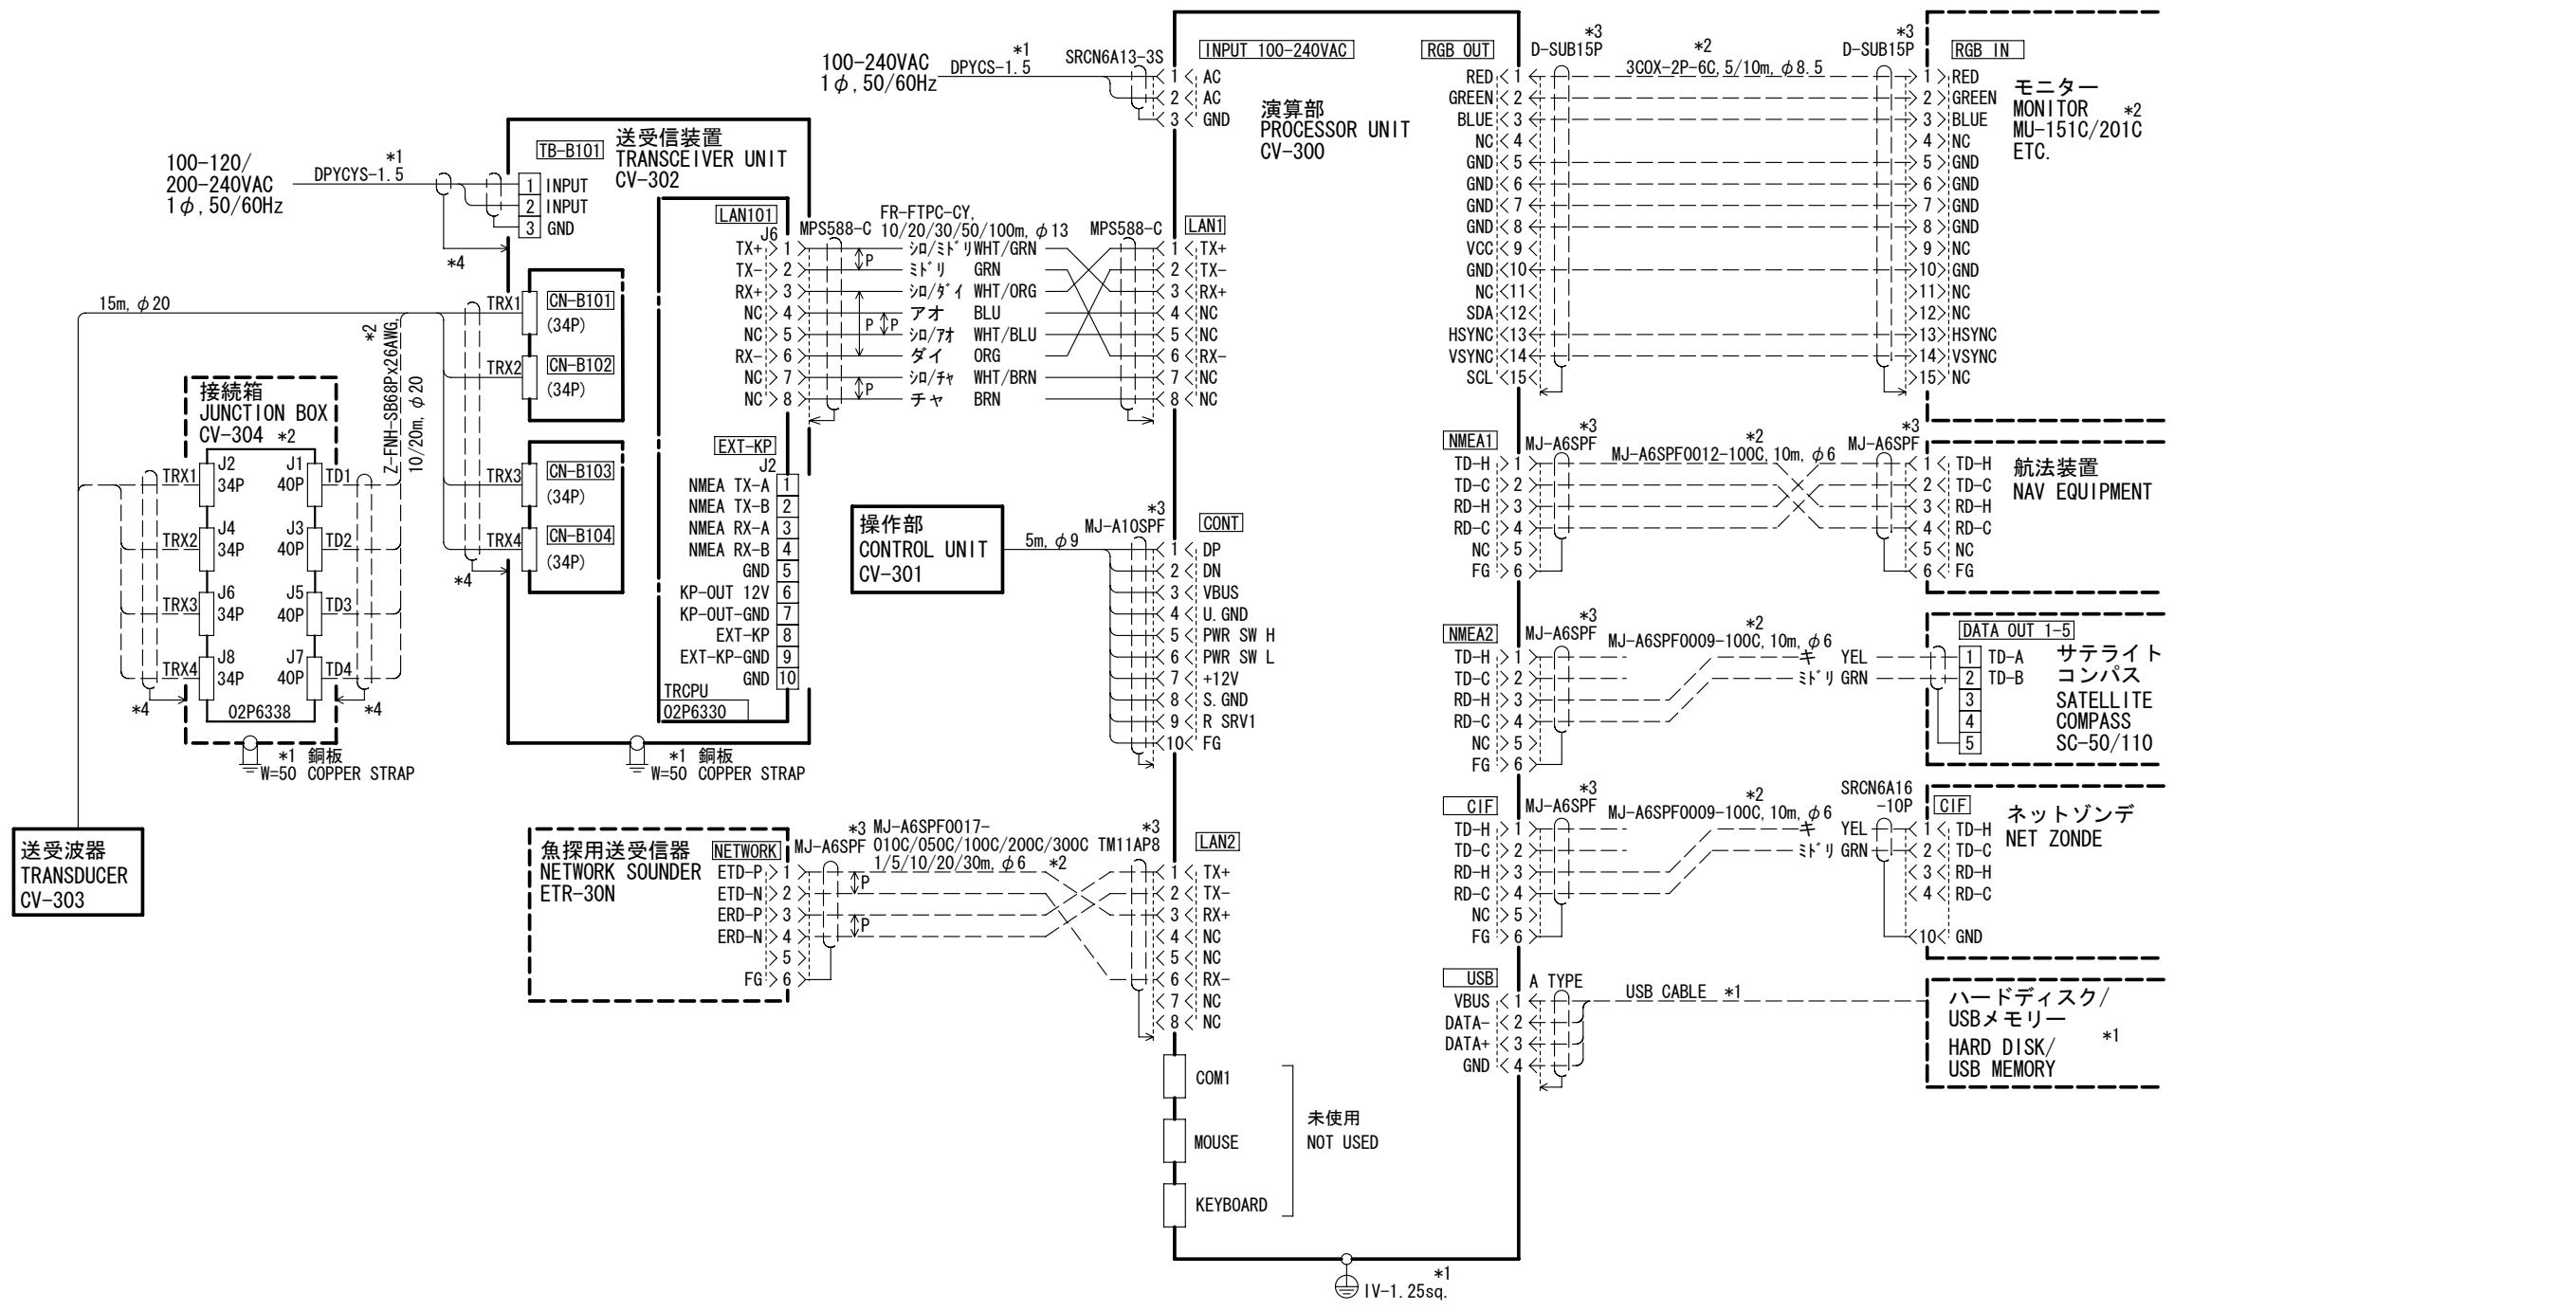 100-240VAC
1φ, 50/60Hz
*1
DPYCS-1.5
SRCN6A13-3S
INPUT 100-240VAC
1 AC
2 AC
3 GND
演算部
PROCESSOR UNIT
CV-300
RGB OUT
RED 1
GREEN 2
BLUE 3
NC 4
GND 5
GND 6
GND 7
GND 8
VCC 9
GND 10
NC 11
SDA 12
HSYNC 13
VSYNC 14
SCL 15
*3
D-SUB15P
*2
3COX-2P-6C, 5/10m, φ8.5
*3
D-SUB15P
RGB IN
1 RED
2 GREEN
3 BLUE
4 NC
5 GND
6 GND
7 GND
8 GND
9 NC
10 GND
11 NC
12 NC
13 HSYNC
14 VSYNC
15 NC
モニター
MONITOR *2
MU-151C/201C
ETC.
100-120/
200-240VAC
1φ, 50/60Hz
*1
DPYCYS-1.5
*4
TB-B101
1 INPUT
2 INPUT
3 GND
送受信装置
TRANSCEIVER UNIT
CV-302
LAN101
J6
TX+ 1
TX- 2
RX+ 3
NC 4
NC 5
RX- 6
NC 7
NC 8
MPS588-C
FR-FTPC-CY,
10/20/30/50/100m, φ13
P
P P
P
シロ/ミドリ WHT/GRN
ミドリ GRN
シロ/ダイ WHT/ORG
アオ BLU
シロ/アオ WHT/BLU
ダイ ORG
シロ/チャ WHT/BRN
チャ BRN
MPS588-C
LAN1
1 TX+
2 TX-
3 RX+
4 NC
5 NC
6 RX-
7 NC
8 NC
15m, φ20
*2
Z-FNH-SB68Px26AWG,
10/20m, φ20
TRX1 CN-B101
(34P)
TRX2 CN-B102
(34P)
TRX3 CN-B103
(34P)
TRX4 CN-B104
(34P)
*4
接続箱
JUNCTION BOX
CV-304 *2
TRX1 J2 34P
J1 40P TD1
TRX2 J4 34P
J3 40P TD2
TRX3 J6 34P
J5 40P TD3
TRX4 J8 34P
J7 40P TD4
*4
*4
02P6338
*1 銅板
W=50 COPPER STRAP
EXT-KP
J2
NMEA TX-A 1
NMEA TX-B 2
NMEA RX-A 3
NMEA RX-B 4
GND 5
KP-OUT 12V 6
KP-OUT-GND 7
EXT-KP 8
EXT-KP-GND 9
GND 10
TRCPU
02P6330
*1 銅板
W=50 COPPER STRAP
操作部
CONTROL UNIT
CV-301
5m, φ9
*3
MJ-A10SPF
CONT
1 DP
2 DN
3 VBUS
4 U.GND
5 PWR SW H
6 PWR SW L
7 +12V
8 S.GND
9 R SRV1
10 FG
NMEA1
TD-H 1
TD-C 2
RD-H 3
RD-C 4
NC 5
FG 6
*3
MJ-A6SPF
*2
MJ-A6SPF0012-100C, 10m, φ6
*3
MJ-A6SPF
1 TD-H
2 TD-C
3 RD-H
4 RD-C
5 NC
6 FG
航法装置
NAV EQUIPMENT
NMEA2
TD-H 1
TD-C 2
RD-H 3
RD-C 4
NC 5
FG 6
*3
MJ-A6SPF
*2
MJ-A6SPF0009-100C, 10m, φ6
キ YEL
ミドリ GRN
DATA OUT 1-5
1 TD-A
2 TD-B
3
4
5
サテライト
コンパス
SATELLITE
COMPASS
SC-50/110
CIF
TD-H 1
TD-C 2
RD-H 3
RD-C 4
NC 5
FG 6
*3
MJ-A6SPF
*2
MJ-A6SPF0009-100C, 10m, φ6
キ YEL
ミドリ GRN
SRCN6A16
-10P
CIF
1 TD-H
2 TD-C
3 RD-H
4 RD-C
10 GND
ネットゾンデ
NET ZONDE
送受波器
TRANSDUCER
CV-303
魚探用送受信器
NETWORK SOUNDER
ETR-30N
NETWORK
ETD-P 1
ETD-N 2
ERD-P 3
ERD-N 4
5
FG 6
*3
MJ-A6SPF
MJ-A6SPF0017-
010C/050C/100C/200C/300C
1/5/10/20/30m, φ6 *2
P
P
*3
TM11AP8
LAN2
1 TX+
2 TX-
3 RX+
4 NC
5 NC
6 RX-
7 NC
8 NC
USB
VBUS 1
DATA- 2
DATA+ 3
GND 4
A TYPE
USB CABLE *1
ハードディスク/
USBメモリー
*1
HARD DISK/
USB MEMORY
COM1
MOUSE
KEYBOARD
未使用
NOT USED
*1
IV-1.25sq.